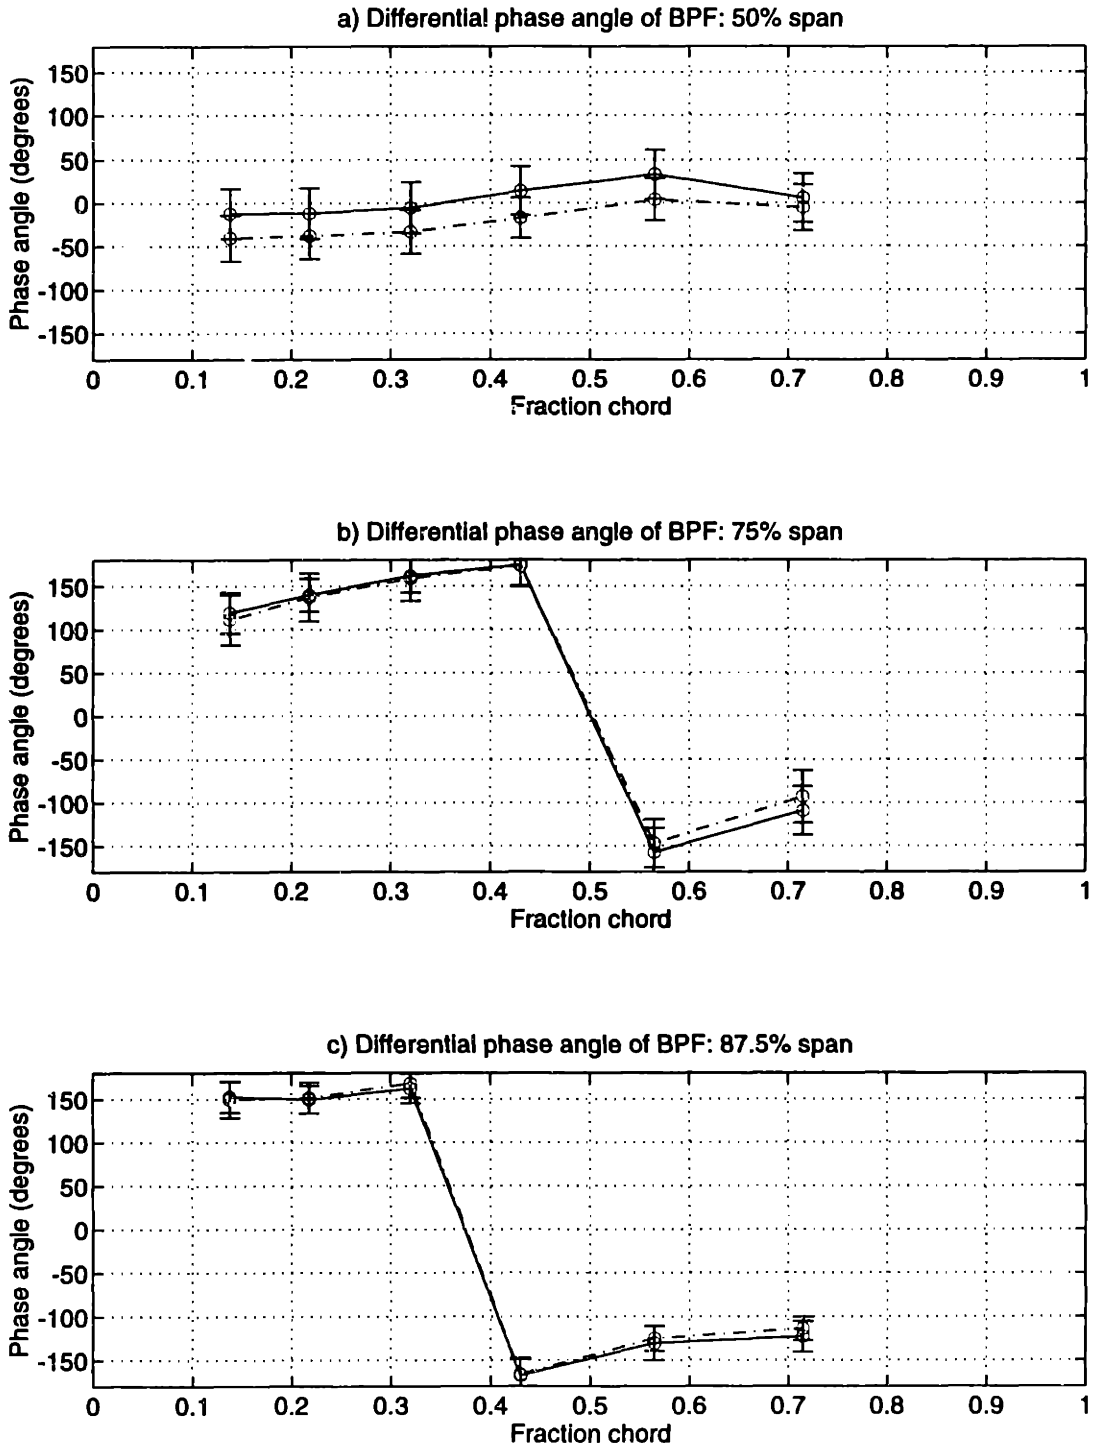 a) Differential phase angle of BPF: 50% span
Phase angle (degrees)
150
100
50
0
-50
-100
-150
0 0.1 0.2 0.3 0.4 0.5 0.6 0.7 0.8 0.9 1
Fraction chord
b) Differential phase angle of BPF: 75% span
Phase angle (degrees)
150
100
50
0
-50
-100
-150
0 0.1 0.2 0.3 0.4 0.5 0.6 0.7 0.8 0.9 1
Fraction chord
c) Differential phase angle of BPF: 87.5% span
Phase angle (degrees)
150
100
50
0
-50
-100
-150
0 0.1 0.2 0.3 0.4 0.5 0.6 0.7 0.8 0.9 1
Fraction chord